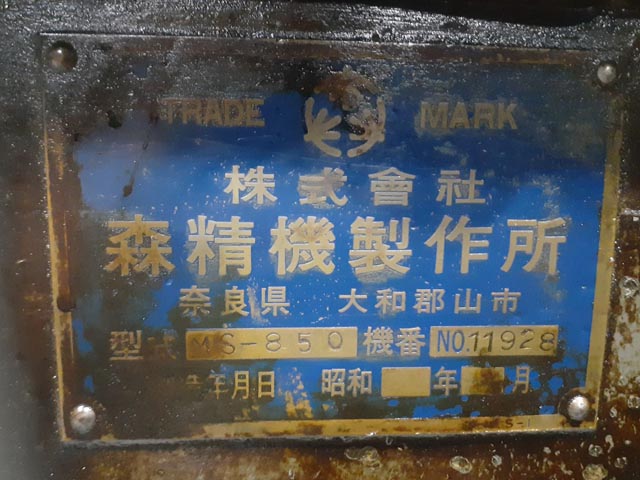 TRADE MARK
株式會社
森精機製作所
奈良県 大和郡山市
型式 MS-850 機番 NO.11928
年月日 昭和 年 月
S-1